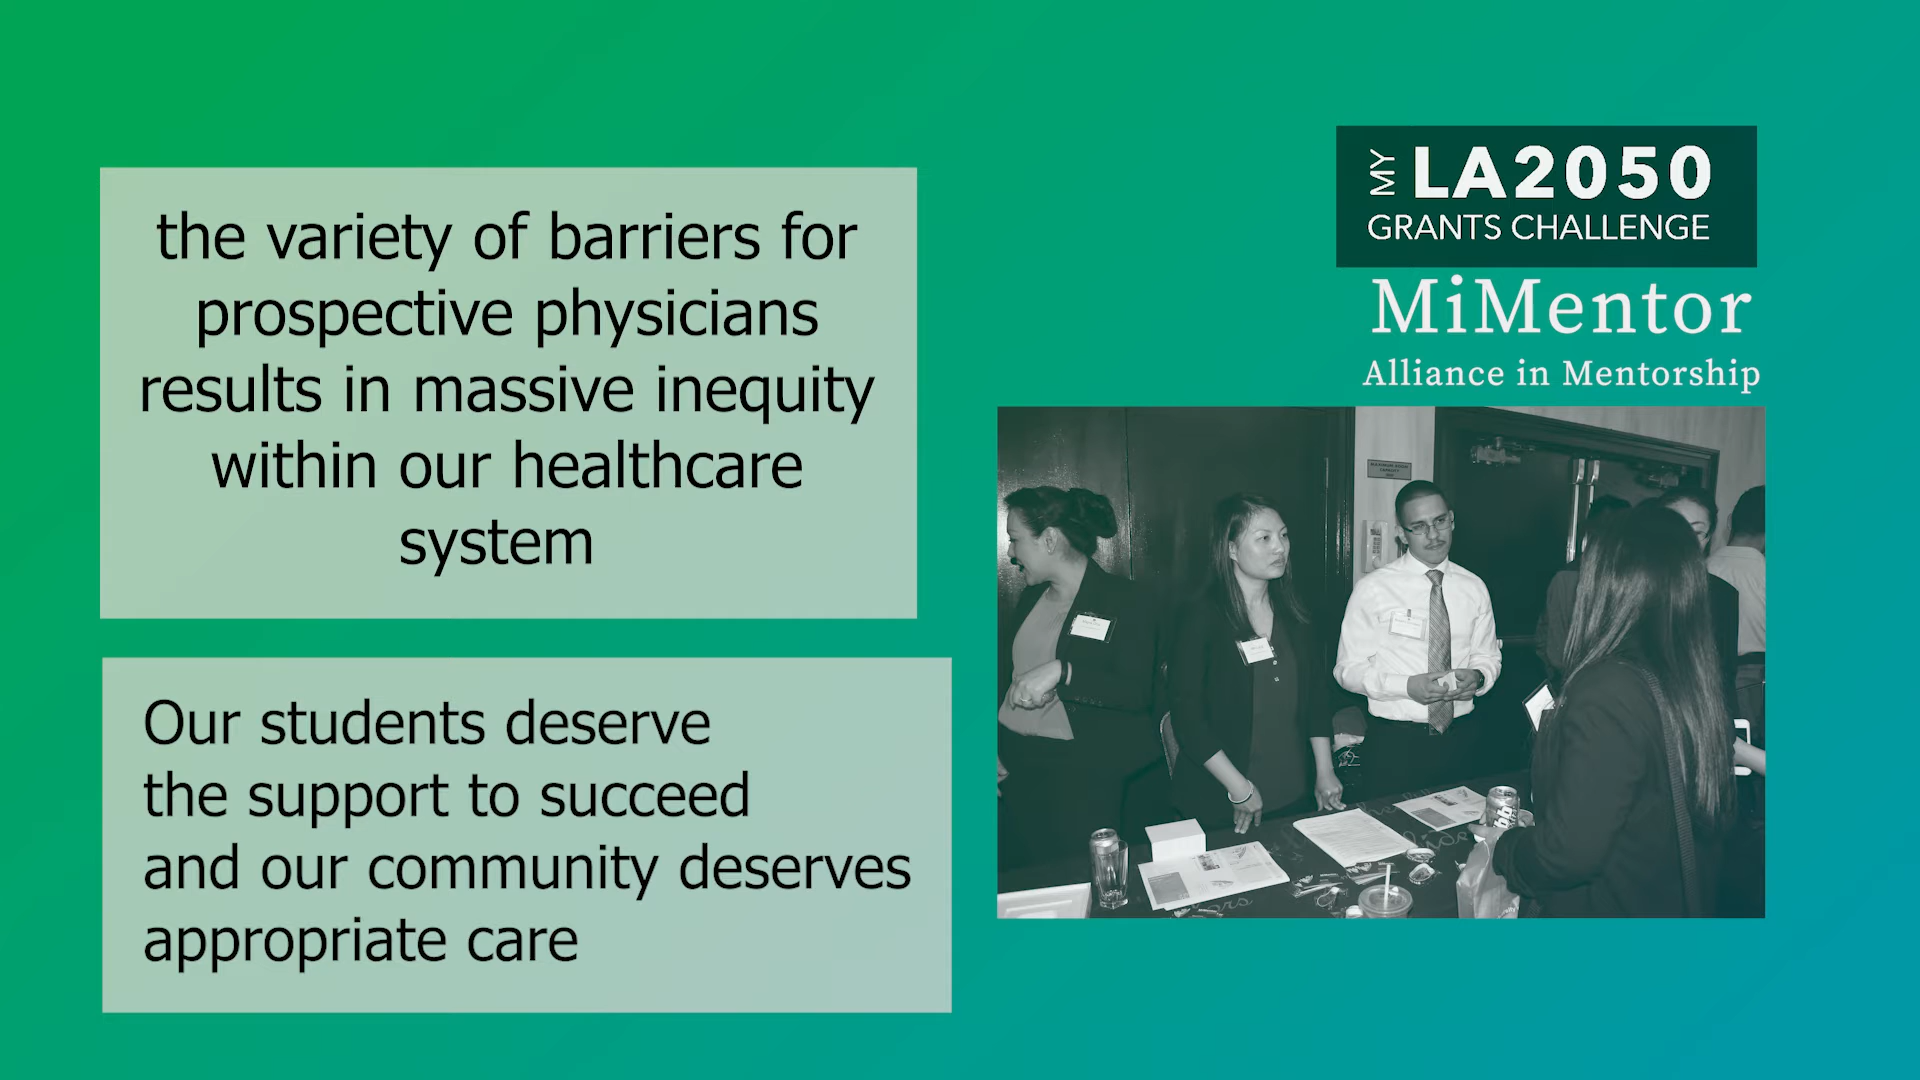 the variety of barriers for
prospective physicians
results in massive inequity
within our healthcare
system
Our students deserve
the support to succeed
and our community deserves
appropriate care
MY LA2050
GRANTS CHALLENGE
MiMentor
Alliance in Mentorship